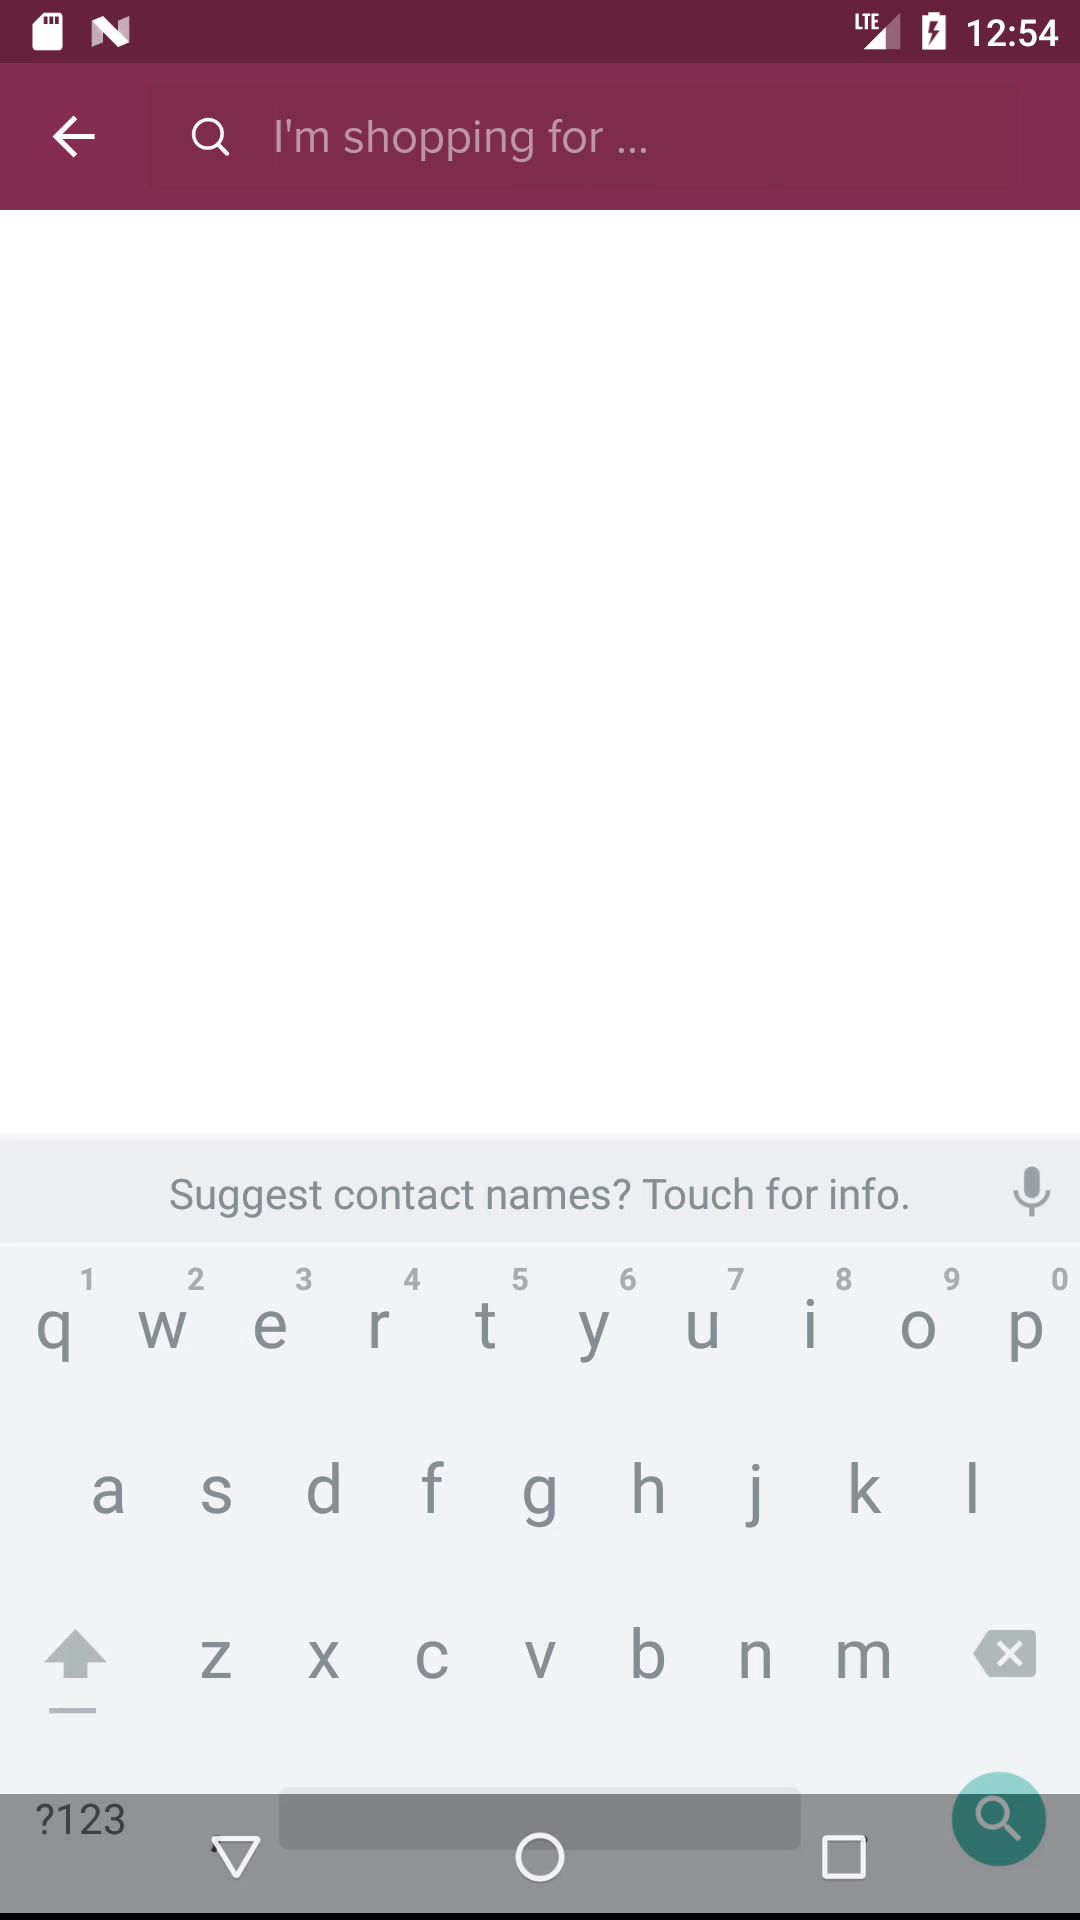 LTE 12:54
I'm shopping for ...
Suggest contact names? Touch for info.
1 2 3 4 5 6 7 8 9 0
q w e r t y u i o p
a s d f g h j k l
z x c v b n m
?123